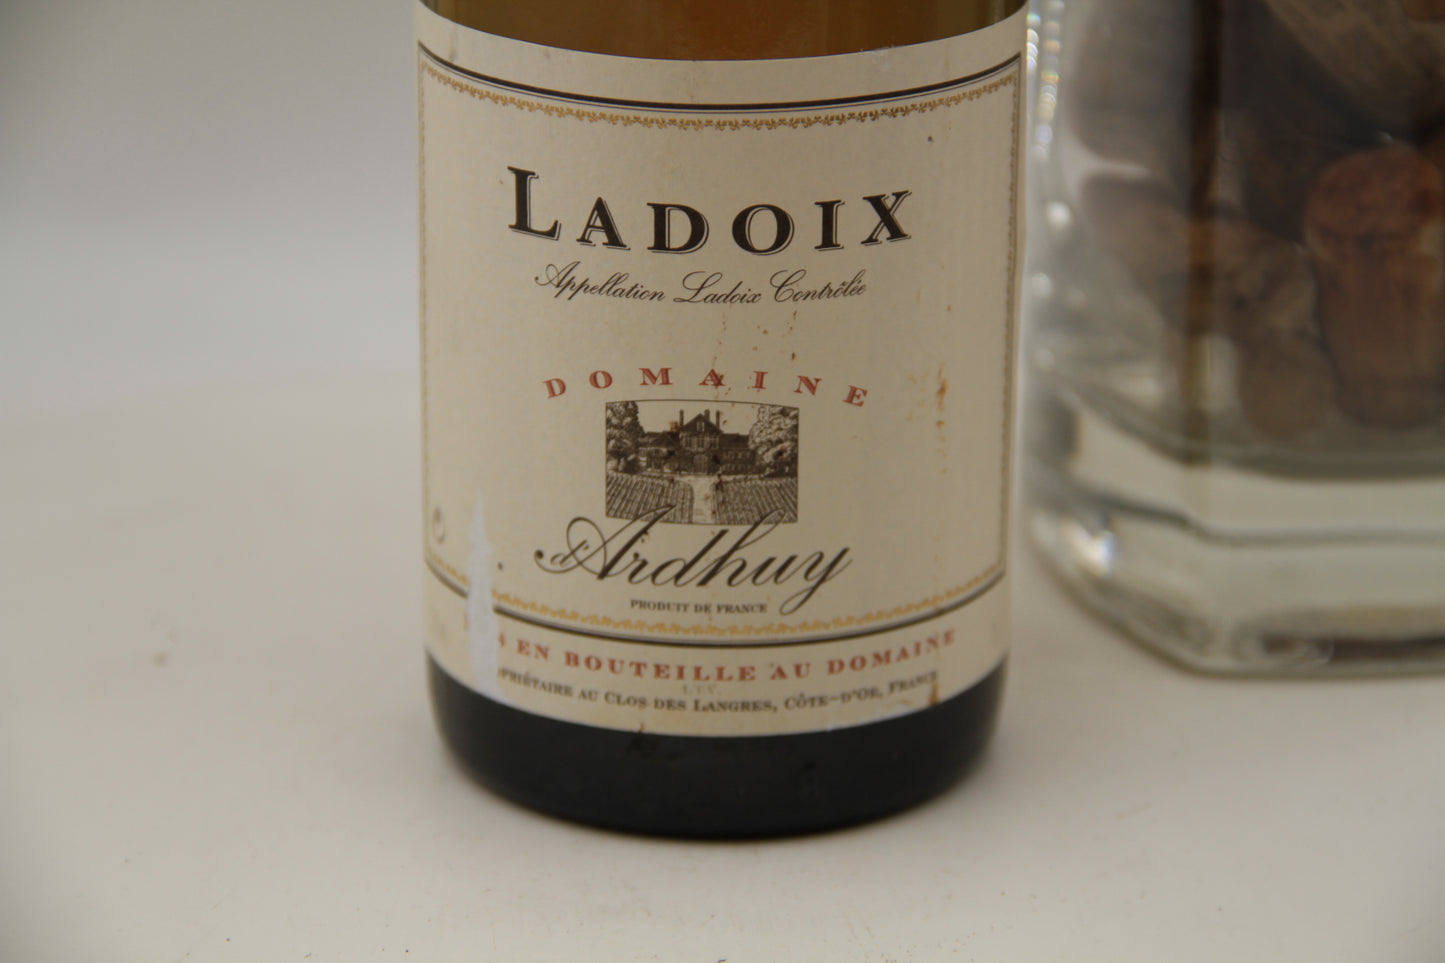 LADOIX
Appellation Ladoix Contrôlée
DOMAINE
d'Ardhuy
PRODUIT DE FRANCE
EN BOUTEILLE AU DOMAINE
L.T.V.
AU CLOS DES LANGRES, CÔTE-D'OR, FRANCE